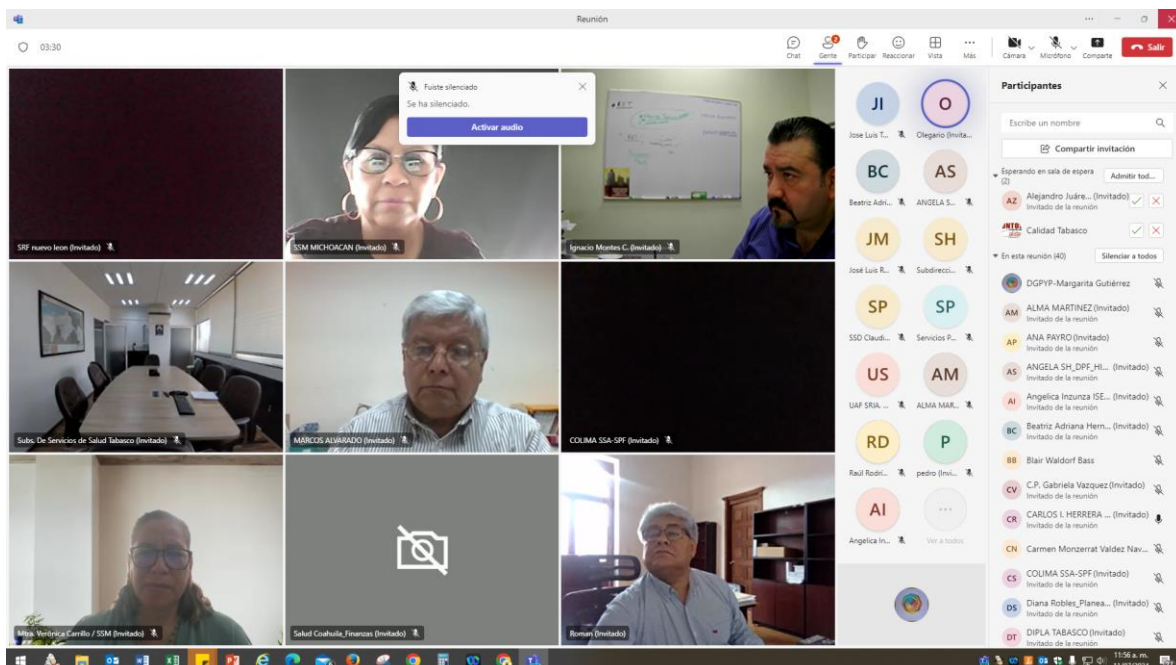 Reunión
03:30
Chat
Gente
2
Participar
Reaccionar
Vista
Más
Cámara
Micrófono
Comparte
Salir
Fuiste silenciado
Se ha silenciado.
Activar audio
SRF nuevo leon (Invitado)
SSM MICHOACAN (Invitado)
Ignacio Montes C. (Invitado)
Subs. De Servicios de Salud Tabasco (Invitado)
MARCOS ALVARADO (Invitado)
COLIMA SSA-SPF (Invitado)
Mtra. Verónica Carrillo / SSM (Invitado)
Salud Coahuila_Finanzas (Invitado)
Roman (Invitado)
JI
Jose Luis T...
O
Olegario (Invita...
BC
Beatriz Adri...
AS
ANGELA S...
JM
José Luis R...
SH
Subdirecci...
SP
SSD Claudi...
SP
Servicios P...
US
UAF SRIA. ...
AM
ALMA MAR...
RD
Raúl Rodrí...
P
pedro (Invi...
AI
Angelica In...
Ver a todos
Participantes
Escribe un nombre
Compartir invitación
Esperando en sala de espera (2)
Admitir tod...
AZ
Alejandro Juáre... (Invitado)
Invitado de la reunión
Calidad Tabasco
En esta reunión (40)
Silenciar a todos
DGPYP-Margarita Gutiérrez
AM
ALMA MARTINEZ (Invitado)
Invitado de la reunión
AP
ANA PAYRO (Invitado)
Invitado de la reunión
AS
ANGELA SH_DPF_HI... (Invitado)
Invitado de la reunión
AI
Angelica Inzunza ISE... (Invitado)
Invitado de la reunión
BC
Beatriz Adriana Hern... (Invitado)
Invitado de la reunión
BB
Blair Waldorf Bass
CV
C.P. Gabriela Vazquez (Invitado)
Invitado de la reunión
CR
CARLOS I. HERRERA ... (Invitado)
Invitado de la reunión
CN
Carmen Monzerrat Valdez Nav...
CS
COLIMA SSA-SPF (Invitado)
Invitado de la reunión
DS
Diana Robles_Planea... (Invitado)
Invitado de la reunión
DT
DIPLA TABASCO (Invitado)
Invitado de la reunión
11:56 a. m.